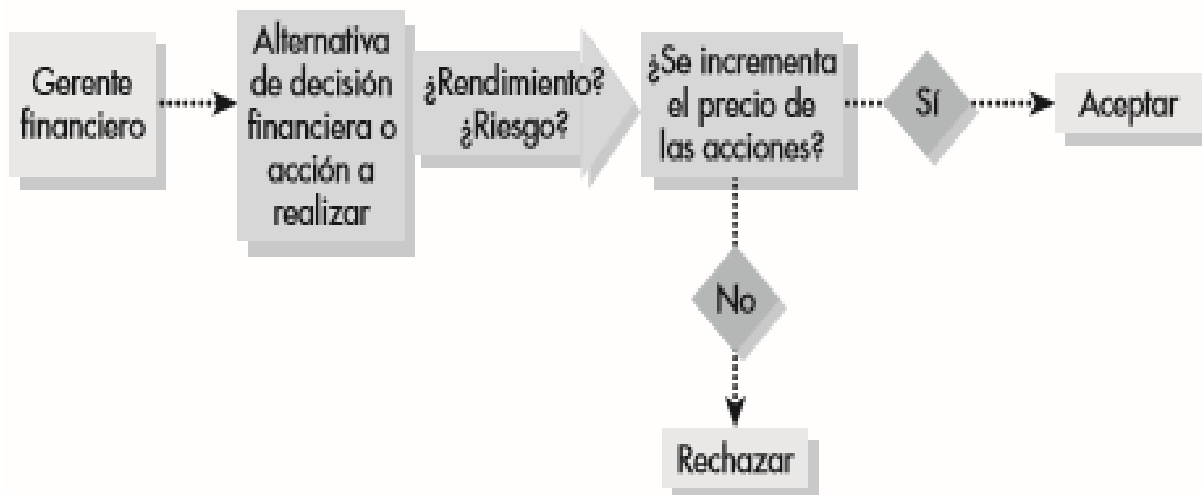 Gerente
financiero
Alternativa
de decisión
financiera o
acción a
realizar
¿Rendimiento?
¿Riesgo?
¿Se incrementa
el precio de
las acciones?
Sí
Aceptar
No
Rechazar